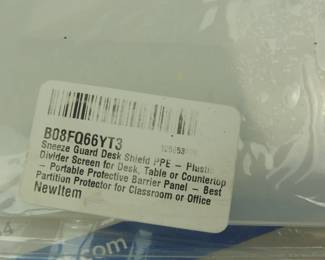 B08FQ66YT3
Sneeze Guard Desk Shield PPE – Plastic
Divider Screen for Desk, Table or Countertop
– Portable Protective Barrier Panel – Best
Partition Protector for Classroom or Office
NewItem
.com